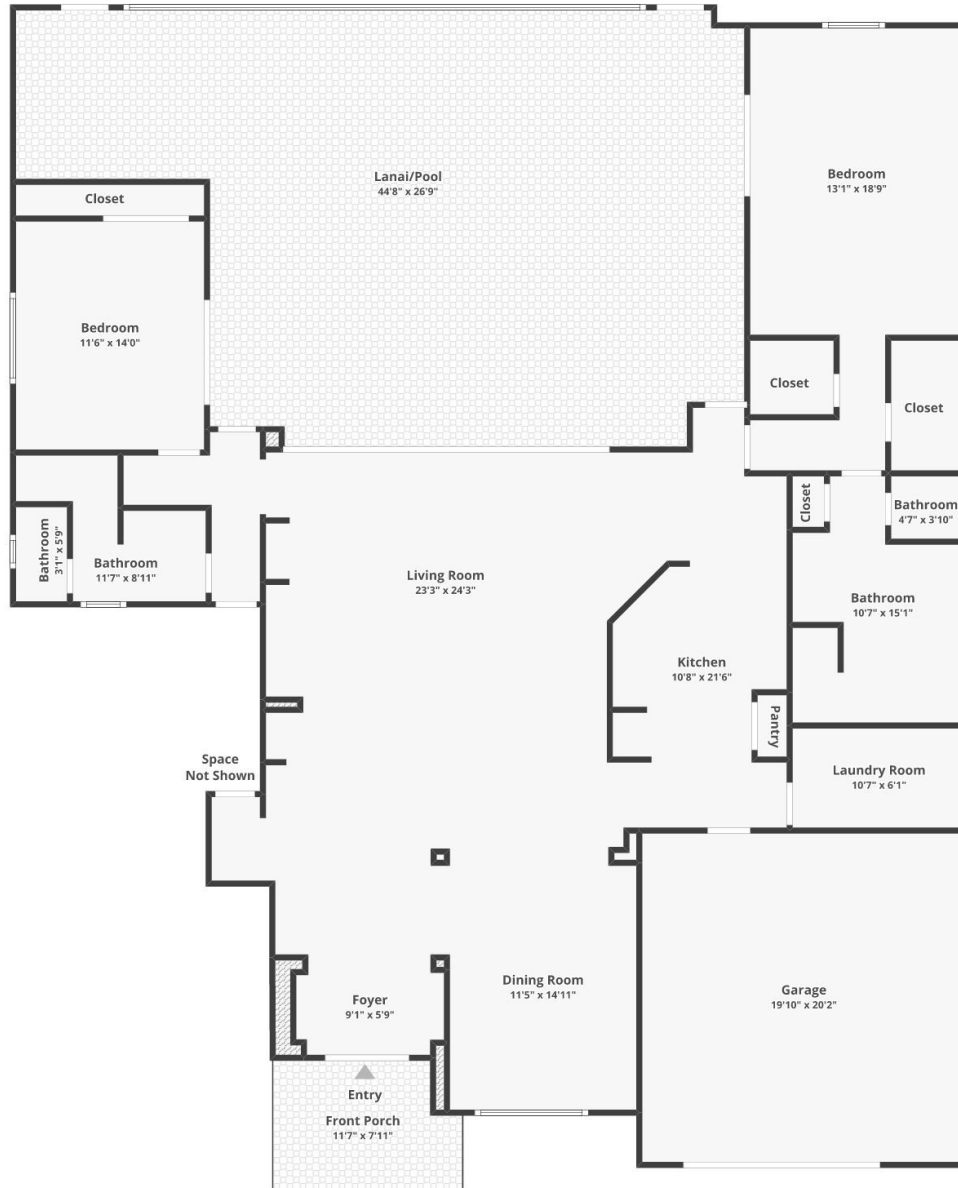 Lanai/Pool
44'8" x 26'9"
Bedroom
13'1" x 18'9"
Closet
Bedroom
11'6" x 14'0"
Closet
Closet
Closet
Bathroom
4'7" x 3'10"
Bathroom
3'1" x 5'9"
Bathroom
11'7" x 8'11"
Living Room
23'3" x 24'3"
Bathroom
10'7" x 15'1"
Kitchen
10'8" x 21'6"
Pantry
Space
Not Shown
Laundry Room
10'7" x 6'1"
Dining Room
11'5" x 14'11"
Foyer
9'1" x 5'9"
Garage
19'10" x 20'2"
Entry
Front Porch
11'7" x 7'11"